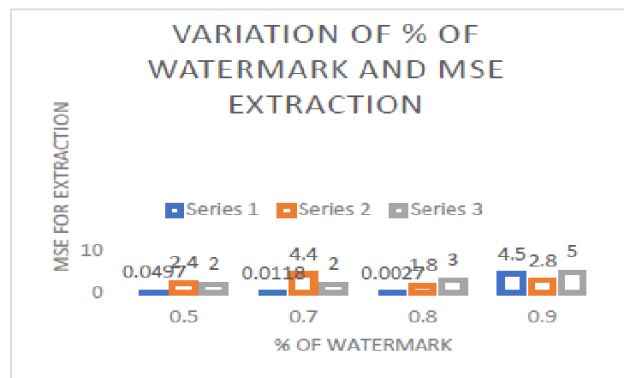 VARIATION OF % OF
WATERMARK AND MSE
EXTRACTION
MSE FOR EXTRACTION
Series 1 Series 2 Series 3
10
0
0.0497 2.4 2 0.0118 4.4 2 0.0027 1.8 3 4.5 2.8 5
0.5 0.7 0.8 0.9
% OF WATERMARK